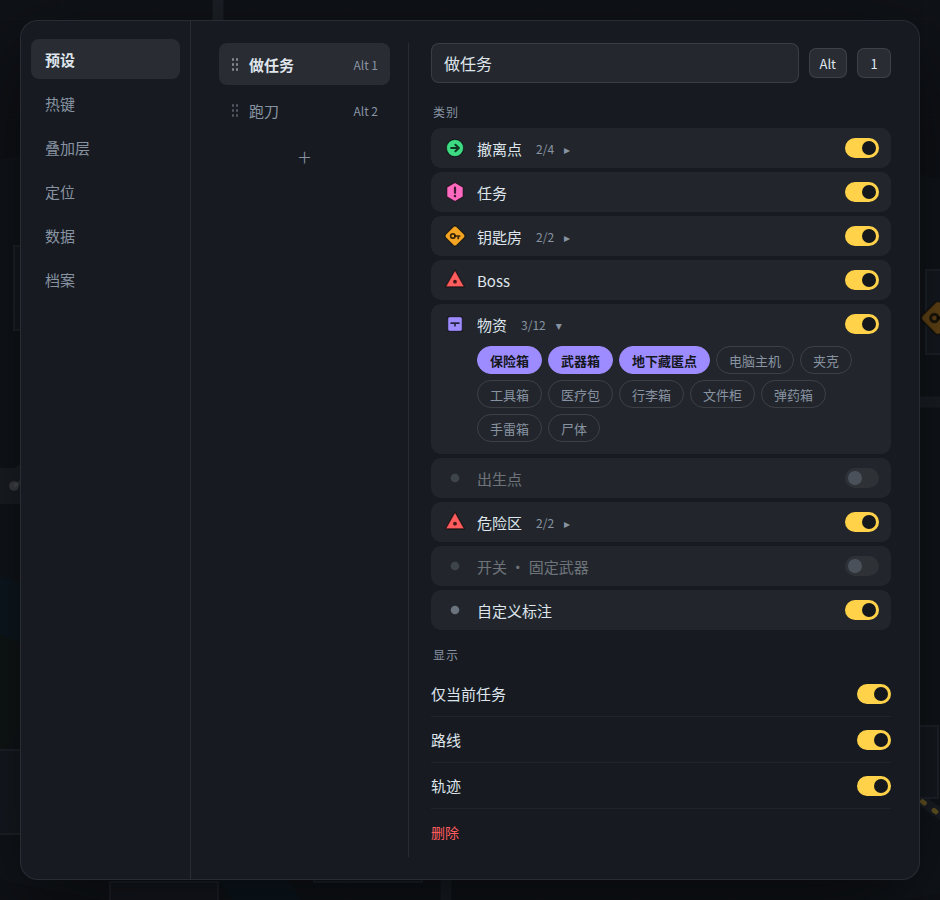 预设
热键
叠加层
定位
数据
档案
做任务 Alt 1
跑刀 Alt 2
+
做任务 Alt 1
类别
撤离点 2/4 ▸
任务
钥匙房 2/2 ▸
Boss
物资 3/12 ▾
保险箱 武器箱 地下藏匿点 电脑主机 夹克
工具箱 医疗包 行李箱 文件柜 弹药箱
手雷箱 尸体
出生点
危险区 2/2 ▸
开关 · 固定武器
自定义标注
显示
仅当前任务
路线
轨迹
删除